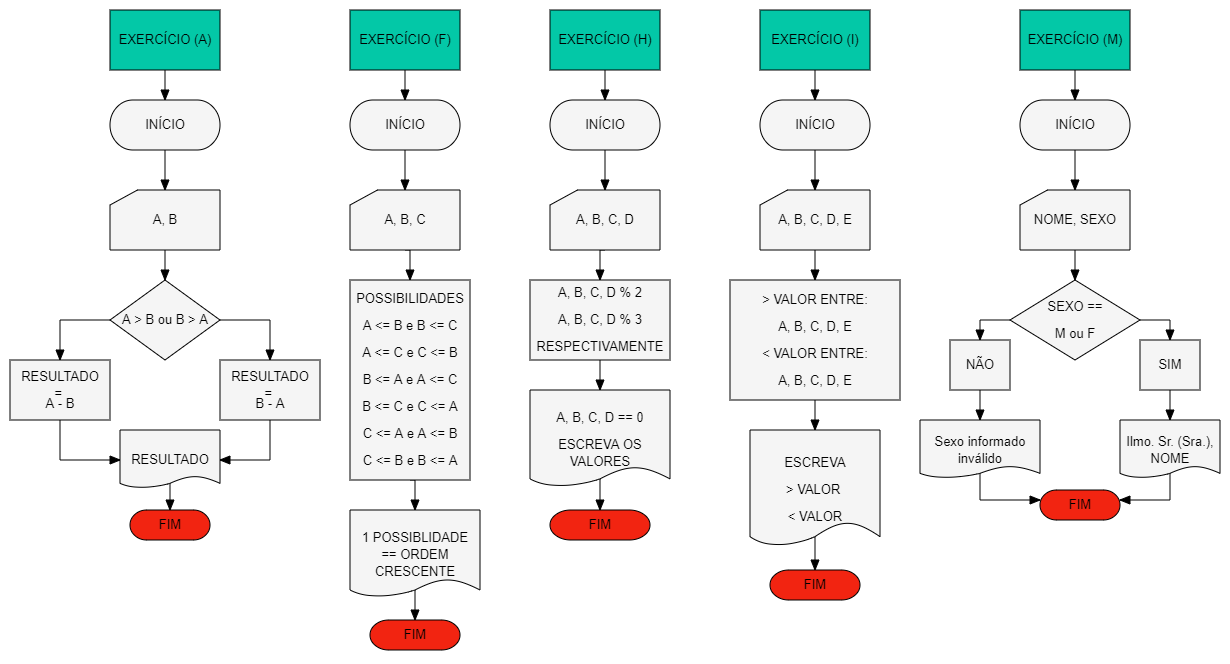 EXERCÍCIO (A)
INÍCIO
A, B
A > B ou B > A
RESULTADO
=
A - B
RESULTADO
=
B - A
RESULTADO
FIM
EXERCÍCIO (F)
INÍCIO
A, B, C
POSSIBILIDADES
A <= B e B <= C
A <= C e C <= B
B <= A e A <= C
B <= C e C <= A
C <= A e A <= B
C <= B e B <= A
1 POSSIBLIDADE
== ORDEM
CRESCENTE
FIM
EXERCÍCIO (H)
INÍCIO
A, B, C, D
A, B, C, D % 2
A, B, C, D % 3
RESPECTIVAMENTE
A, B, C, D == 0
ESCREVA OS
VALORES
FIM
EXERCÍCIO (I)
INÍCIO
A, B, C, D, E
> VALOR ENTRE:
A, B, C, D, E
< VALOR ENTRE:
A, B, C, D, E
ESCREVA
> VALOR
< VALOR
FIM
EXERCÍCIO (M)
INÍCIO
NOME, SEXO
SEXO ==
M ou F
NÃO
SIM
Sexo informado
inválido
Ilmo. Sr. (Sra.),
NOME
FIM